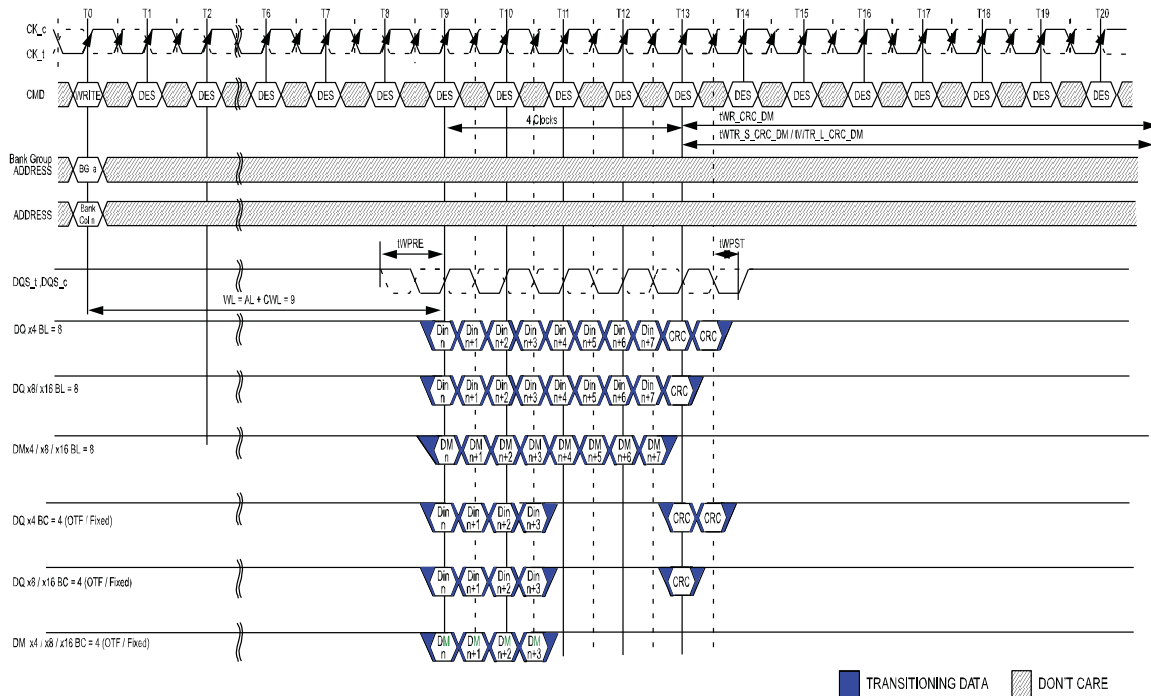 T0 T1 T2 T6 T7 T8 T9 T10 T11 T12 T13 T14 T15 T16 T17 T18 T19 T20
CK_c
CK_t
CMD WRITE DES DES DES DES DES DES DES DES DES DES DES DES DES DES DES DES DES
4 Clocks
tWR_CRC_DM
tWTR_S_CRC_DM / tWTR_L_CRC_DM
Bank Group
ADDRESS
BG a
ADDRESS
Bank
Col n
tWPRE
tWPST
DQS_t ,DQS_c
WL = AL + CWL = 9
DQ x4 BL = 8
Din n Din n+1 Din n+2 Din n+3 Din n+4 Din n+5 Din n+6 Din n+7 CRC CRC
DQ x8/ x16 BL = 8
Din n Din n+1 Din n+2 Din n+3 Din n+4 Din n+5 Din n+6 Din n+7 CRC
DMx4 / x8 / x16 BL = 8
DM n DM n+1 DM n+2 DM n+3 DM n+4 DM n+5 DM n+6 DM n+7
DQ x4 BC = 4 (OTF / Fixed)
Din n Din n+1 Din n+2 Din n+3 CRC CRC
DQ x8 / x16 BC = 4 (OTF / Fixed)
Din n Din n+1 Din n+2 Din n+3 CRC
DM x4 / x8 / x16 BC = 4 (OTF / Fixed)
DM n DM n+1 DM n+2 DM n+3
TRANSITIONING DATA
DON'T CARE